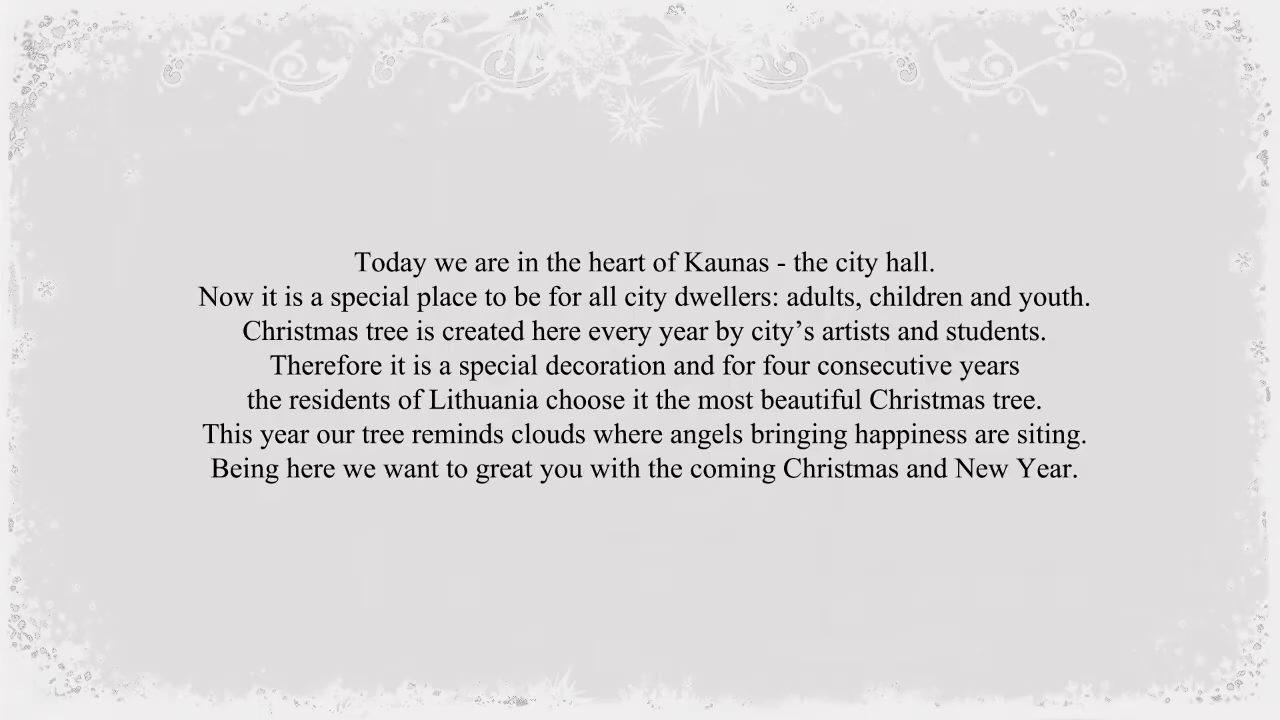 Today we are in the heart of Kaunas - the city hall.
Now it is a special place to be for all city dwellers: adults, children and youth.
Christmas tree is created here every year by city’s artists and students.
Therefore it is a special decoration and for four consecutive years
the residents of Lithuania choose it the most beautiful Christmas tree.
This year our tree reminds clouds where angels bringing happiness are siting.
Being here we want to great you with the coming Christmas and New Year.